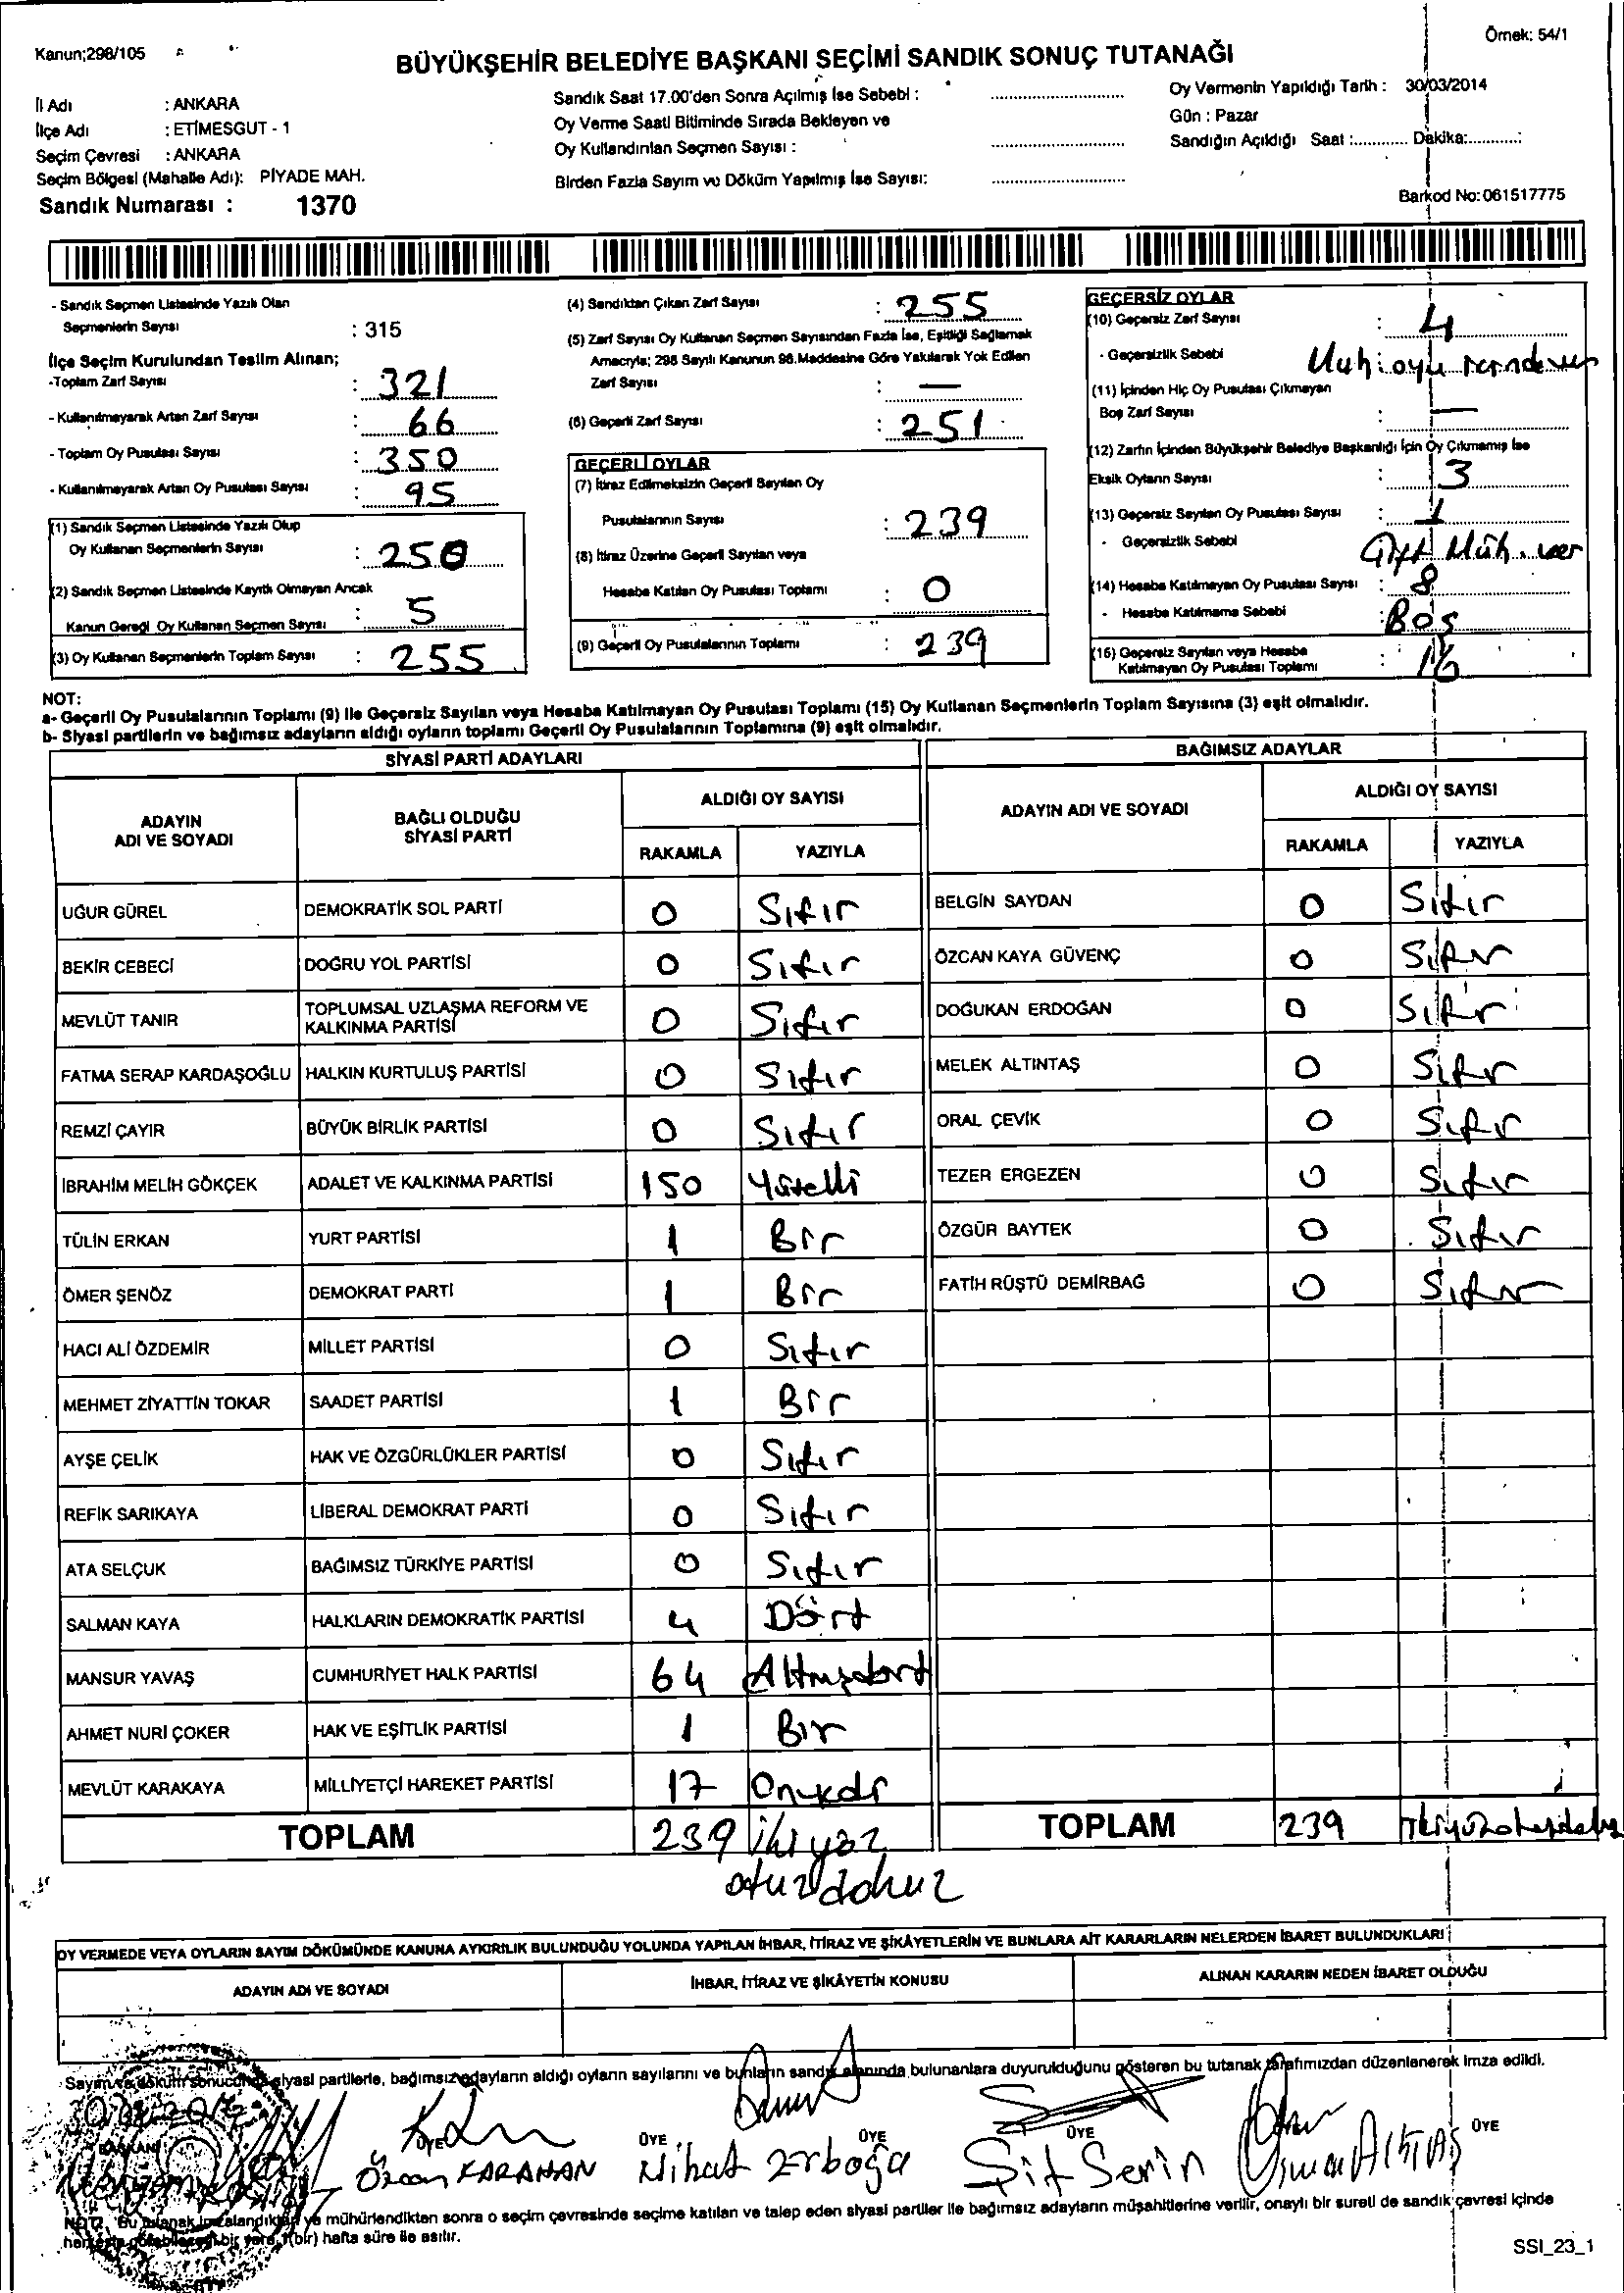 Kanun;298/105
Örnek: 54/1
BÜYÜKŞEHİR BELEDİYE BAŞKANI SEÇİMİ SANDIK SONUÇ TUTANAĞI
İl Adı : ANKARA
İlçe Adı : ETİMESGUT - 1
Seçim Çevresi : ANKARA
Seçim Bölgesi (Mahalle Adı): PİYADE MAH.
Sandık Numarası : 1370
Sandık Saat 17.00'den Sonra Açılmış İse Sebebi :
Oy Verme Saati Bitiminde Sırada Bekleyen ve
Oy Kullandırılan Seçmen Sayısı :
Birden Fazla Sayım ve Döküm Yapılmış İse Sayısı:
Oy Vermenin Yapıldığı Tarih : 30/03/2014
Gün : Pazar
Sandığın Açıldığı Saat :............ Dakika:............:
Barkod No: 061517775
- Sandık Seçmen Listesinde Yazılı Olan
Seçmenlerin Sayısı : 315
İlçe Seçim Kurulundan Teslim Alınan;
-Toplam Zarf Sayısı : 321
- Kullanılmayarak Artan Zarf Sayısı : 66
- Toplam Oy Pusulası Sayısı : 350
- Kullanılmayarak Artan Oy Pusulası Sayısı : 95
(1) Sandık Seçmen Listesinde Yazılı Olup
Oy Kullanan Seçmenlerin Sayısı : 250
(2) Sandık Seçmen Listesinde Kayıtlı Olmayan Ancak
Kanun Gereği Oy Kullanan Seçmen Sayısı : 5
(3) Oy Kullanan Seçmenlerin Toplam Sayısı : 255
(4) Sandıktan Çıkan Zarf Sayısı : 255
(5) Zarf Sayısı Oy Kullanan Seçmen Sayısından Fazla İse, Eşitliği Sağlamak
Amacıyla; 298 Sayılı Kanunun 98.Maddesine Göre Yakılarak Yok Edilen
Zarf Sayısı : —
(6) Geçerli Zarf Sayısı : 251
GEÇERLİ OYLAR
(7) İtiraz Edilmeksizin Geçerli Sayılan Oy
Pusulalarının Sayısı : 239
(8) İtiraz Üzerine Geçerli Sayılan veya
Hesaba Katılan Oy Pusulası Toplamı : 0
(9) Geçerli Oy Pusulalarının Toplamı : 239
GEÇERSİZ OYLAR
(10) Geçersiz Zarf Sayısı : 4
- Geçersizlik Sebebi
(11) İçinden Hiç Oy Pusulası Çıkmayan
Boş Zarf Sayısı : —
(12) Zarfın İçinden Büyükşehir Belediye Başkanlığı İçin Oy Çıkmamış İse
Eksik Oyların Sayısı : 3
(13) Geçersiz Sayılan Oy Pusulası Sayısı : 1
- Geçersizlik Sebebi
(14) Hesaba Katılmayan Oy Pusulası Sayısı : 8
- Hesaba Katılmama Sebebi : Boş
(15) Geçersiz Sayılan veya Hesaba
Katılmayan Oy Pusulası Toplamı : 16
NOT:
a- Geçerli Oy Pusulalarının Toplamı (9) İle Geçersiz Sayılan veya Hesaba Katılmayan Oy Pusulası Toplamı (15) Oy Kullanan Seçmenlerin Toplam Sayısına (3) eşit olmalıdır.
b- Siyasi partilerin ve bağımsız adayların aldığı oyların toplamı Geçerli Oy Pusulalarının Toplamına (9) eşit olmalıdır.
SİYASİ PARTİ ADAYLARI
BAĞIMSIZ ADAYLAR
ADAYIN ADI VE SOYADI
BAĞLI OLDUĞU SİYASİ PARTİ
ALDIĞI OY SAYISI
RAKAMLA YAZIYLA
ADAYIN ADI VE SOYADI
ALDIĞI OY SAYISI
RAKAMLA YAZIYLA
UĞUR GÜREL DEMOKRATİK SOL PARTİ 0 Sıfır BELGİN SAYDAN 0 Sıfır
BEKİR CEBECİ DOĞRU YOL PARTİSİ 0 Sıfır ÖZCAN KAYA GÜVENÇ 0 Sıfır
MEVLÜT TANIR TOPLUMSAL UZLAŞMA REFORM VE KALKINMA PARTİSİ 0 Sıfır DOĞUKAN ERDOĞAN 0 Sıfır
FATMA SERAP KARDAŞOĞLU HALKIN KURTULUŞ PARTİSİ 0 Sıfır MELEK ALTINTAŞ 0 Sıfır
REMZİ ÇAYIR BÜYÜK BİRLİK PARTİSİ 0 Sıfır ORAL ÇEVİK 0 Sıfır
İBRAHİM MELİH GÖKÇEK ADALET VE KALKINMA PARTİSİ 150 Yüzelli TEZER ERGEZEN 0 Sıfır
TÜLİN ERKAN YURT PARTİSİ 1 Bir ÖZGÜR BAYTEK 0 Sıfır
ÖMER ŞENÖZ DEMOKRAT PARTİ 1 Bir FATİH RÜŞTÜ DEMİRBAĞ 0 Sıfır
HACI ALİ ÖZDEMİR MİLLET PARTİSİ 0 Sıfır
MEHMET ZİYATTİN TOKAR SAADET PARTİSİ 1 Bir
AYŞE ÇELİK HAK VE ÖZGÜRLÜKLER PARTİSİ 0 Sıfır
REFİK SARIKAYA LİBERAL DEMOKRAT PARTİ 0 Sıfır
ATA SELÇUK BAĞIMSIZ TÜRKİYE PARTİSİ 0 Sıfır
SALMAN KAYA HALKLARIN DEMOKRATİK PARTİSİ 4 Dört
MANSUR YAVAŞ CUMHURİYET HALK PARTİSİ 64 Altmışdört
AHMET NURİ ÇOKER HAK VE EŞİTLİK PARTİSİ 1 Bir
MEVLÜT KARAKAYA MİLLİYETÇİ HAREKET PARTİSİ 17 Onyedi
TOPLAM 239 ikiyüz otuzdokuz TOPLAM 239
OY VERMEDE VEYA OYLARIN SAYIM DÖKÜMÜNDE KANUNA AYKIRILIK BULUNDUĞU YOLUNDA YAPILAN İHBAR, İTİRAZ VE ŞİKÂYETLERİN VE BUNLARA AİT KARARLARIN NELERDEN İBARET BULUNDUKLARI
ADAYIN ADI VE SOYADI İHBAR, İTİRAZ VE ŞİKÂYETİN KONUSU ALINAN KARARIN NEDEN İBARET OLDUĞU
Sayım ve döküm sonucunda siyasi partilerle, bağımsız adayların aldığı oyların sayılarını ve bunların sandık alanında bulunanlara duyurulduğunu gösteren bu tutanak tarafımızdan düzenlenerek imza edildi.
BAŞKAN ÜYE ÜYE ÜYE ÜYE ÜYE
Özcan KARAHAN Nihat Erboğa Şit Serin Osman AKTAŞ
NOT: Bu tutanak imzalandıktan ve mühürlendikten sonra o seçim çevresinde seçime katılan ve talep eden siyasi partiler ile bağımsız adayların müşahitlerine verilir, onaylı bir sureti de sandık çevresi içinde
herkesin görebileceği bir yere, 1(bir) hafta süre ile asılır.
SSI_23_1